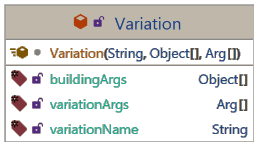 Variation
Variation(String, Object[], Arg[])
buildingArgs Object[]
variationArgs Arg[]
variationName String